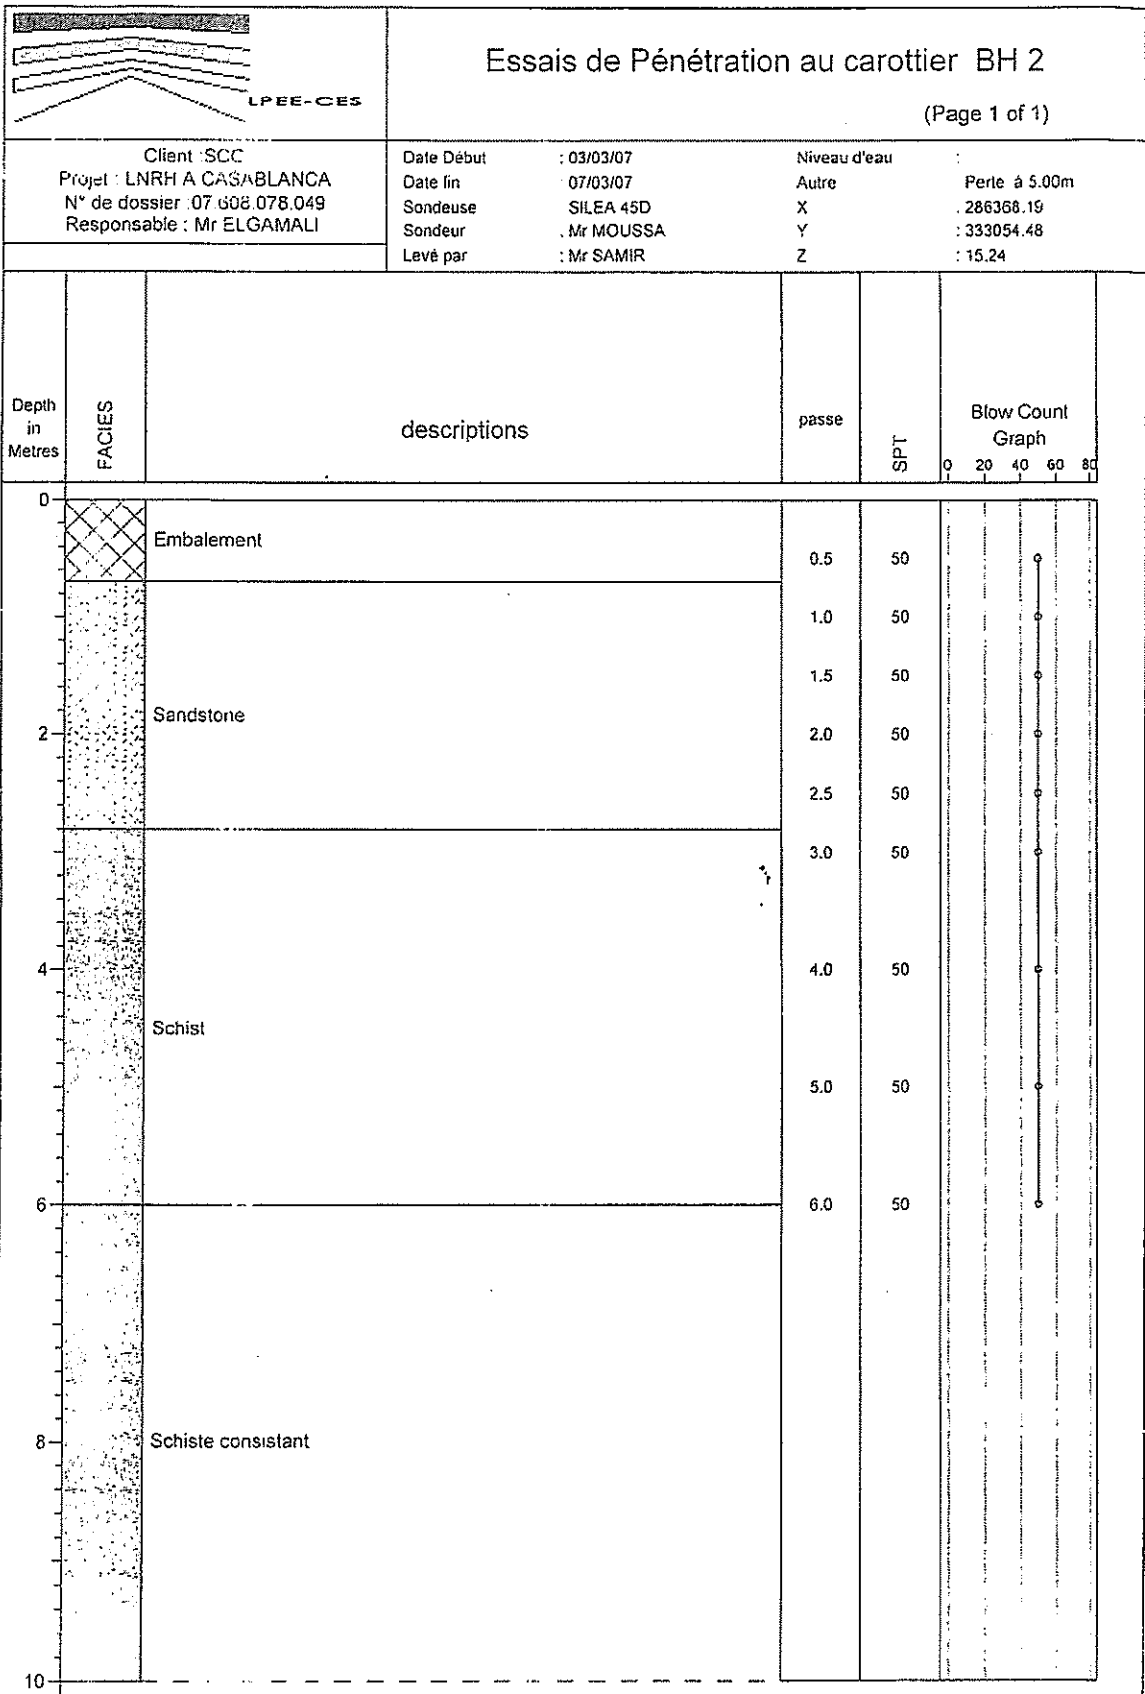 LPEE-CES
Essais de Pénétration au carottier BH 2
(Page 1 of 1)
Client :SCC
Projet : LNRH A CASABLANCA
N° de dossier :07.608.078.049
Responsable : Mr ELGAMALI
Date Début : 03/03/07 Niveau d'eau :
Date fin 07/03/07 Autre Perte à 5.00m
Sondeuse SILEA 45D X . 286368.19
Sondeur . Mr MOUSSA Y : 333054.48
Levé par : Mr SAMIR Z : 15.24
Depth in Metres
FACIES
descriptions
passe
SPT
Blow Count Graph
0 20 40 60 80
0
Embalement
0.5 50
1.0 50
1.5 50
Sandstone
2 2.0 50
2.5 50
3.0 50
4 4.0 50
Schist
5.0 50
6 6.0 50
8 Schiste consistant
10